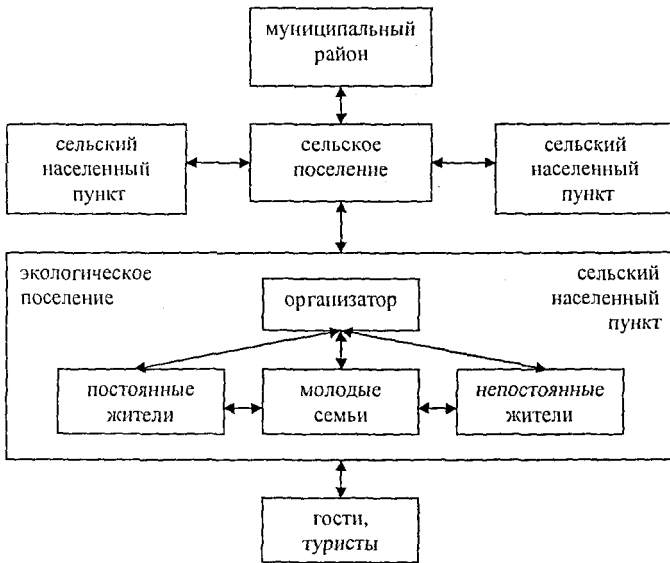 муниципальный
район
сельский
населенный
пункт
сельское
поселение
сельский
населенный
пункт
экологическое
поселение
сельский
населенный
пункт
организатор
постоянные
жители
молодые
семьи
непостоянные
жители
гости,
туристы